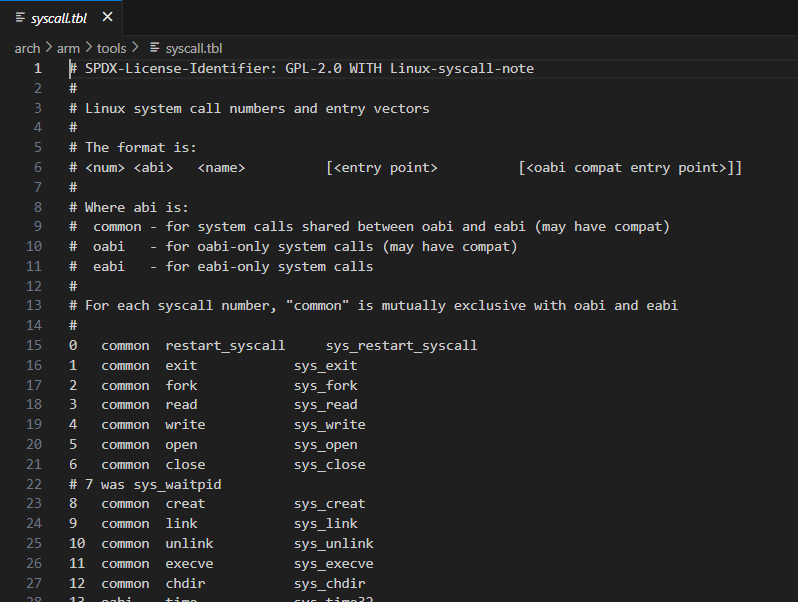 syscall.tbl
arch > arm > tools > syscall.tbl
1 # SPDX-License-Identifier: GPL-2.0 WITH Linux-syscall-note
2 #
3 # Linux system call numbers and entry vectors
4 #
5 # The format is:
6 # <num> <abi> <name> [<entry point> [<oabi compat entry point>]]
7 #
8 # Where abi is:
9 # common - for system calls shared between oabi and eabi (may have compat)
10 # oabi - for oabi-only system calls (may have compat)
11 # eabi - for eabi-only system calls
12 #
13 # For each syscall number, "common" is mutually exclusive with oabi and eabi
14 #
15 0 common restart_syscall sys_restart_syscall
16 1 common exit sys_exit
17 2 common fork sys_fork
18 3 common read sys_read
19 4 common write sys_write
20 5 common open sys_open
21 6 common close sys_close
22 # 7 was sys_waitpid
23 8 common creat sys_creat
24 9 common link sys_link
25 10 common unlink sys_unlink
26 11 common execve sys_execve
27 12 common chdir sys_chdir
28 13 oabi time sys_time32